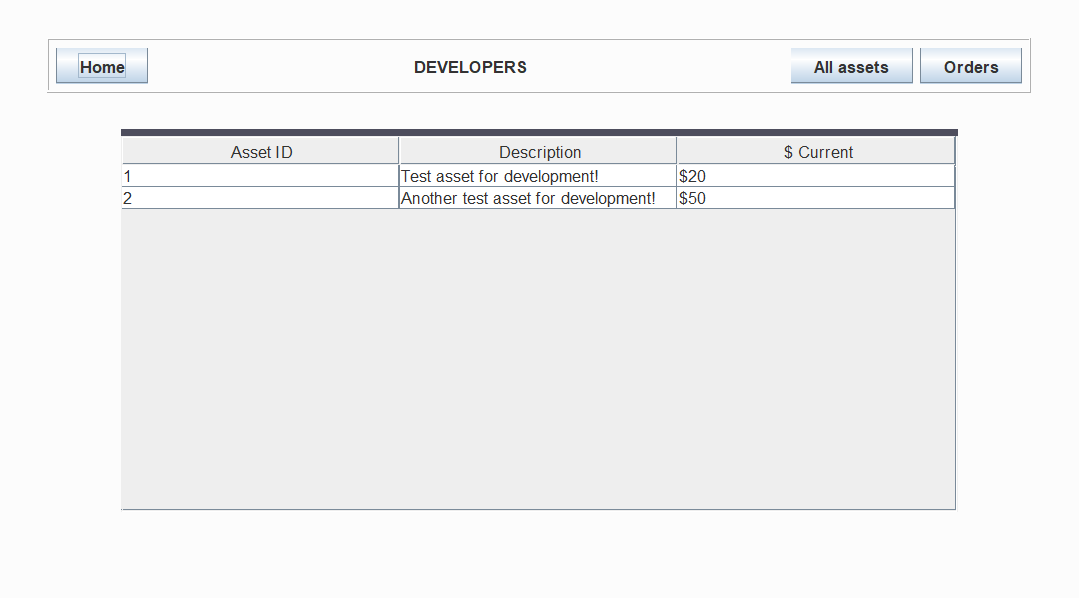 Home DEVELOPERS All assets Orders
Asset ID Description $ Current
1 Test asset for development! $20
2 Another test asset for development! $50